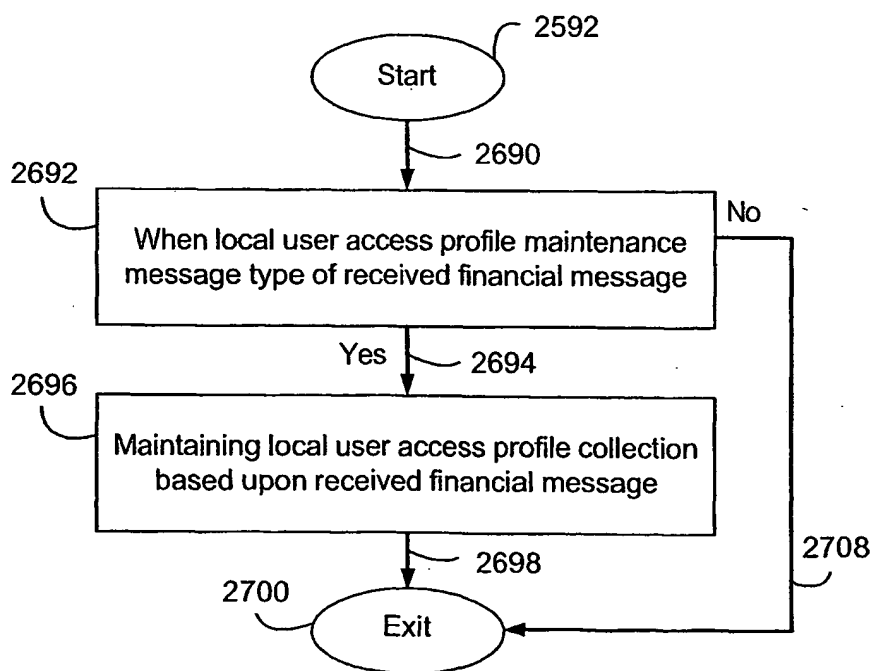 2592
Start
2690
2692
No
When local user access profile maintenance
message type of received financial message
Yes
2694
2696
Maintaining local user access profile collection
based upon received financial message
2698
2708
2700
Exit